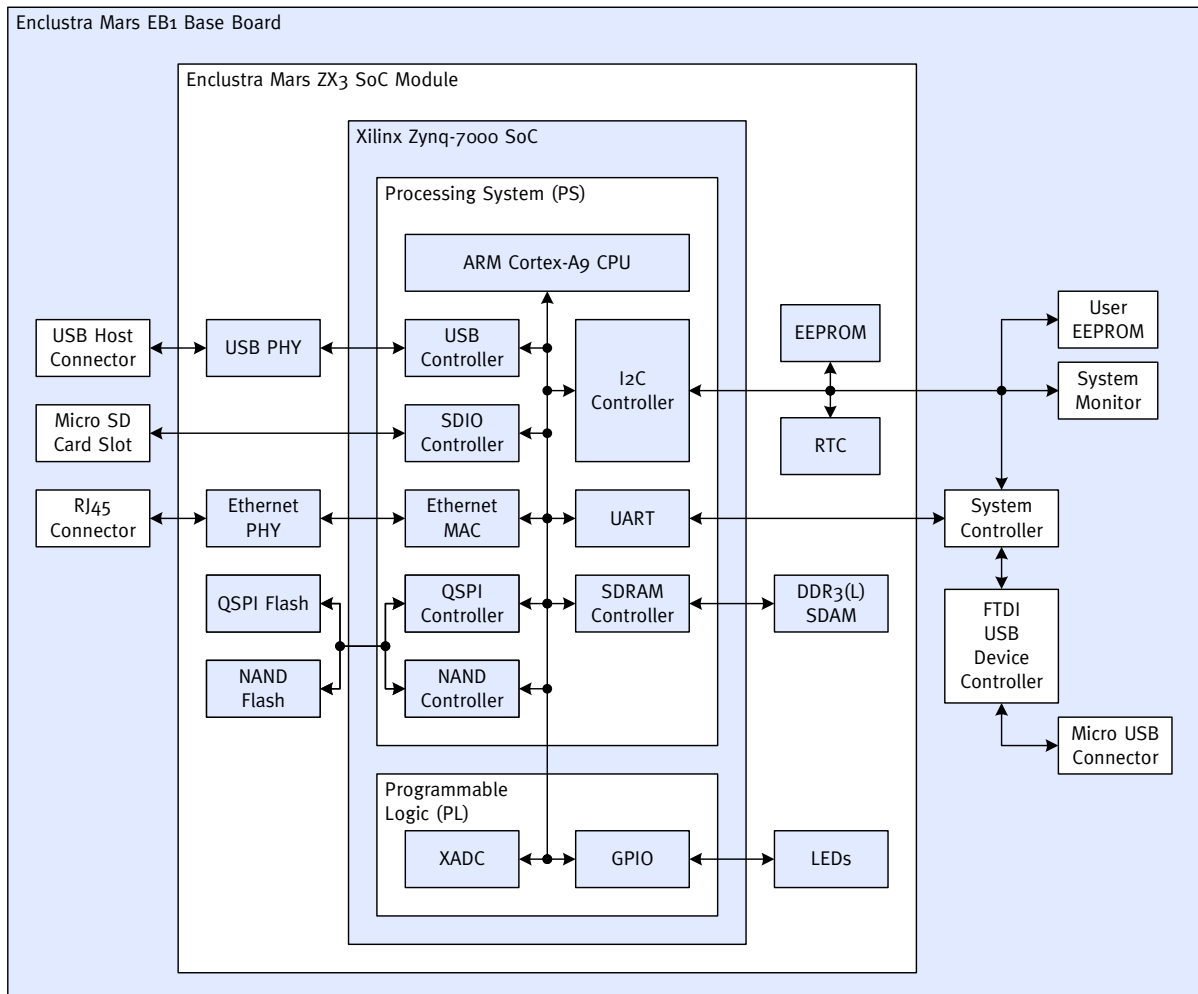 Enclustra Mars EB1 Base Board
Enclustra Mars ZX3 SoC Module
Xilinx Zynq-7000 SoC
Processing System (PS)
ARM Cortex-A9 CPU
USB Host
Connector
USB PHY
USB
Controller
I2C
Controller
EEPROM
User
EEPROM
System
Monitor
Micro SD
Card Slot
SDIO
Controller
RTC
RJ45
Connector
Ethernet
PHY
Ethernet
MAC
UART
System
Controller
QSPI Flash
QSPI
Controller
SDRAM
Controller
DDR3(L)
SDAM
FTDI
USB
Device
Controller
NAND
Flash
NAND
Controller
Micro USB
Connector
Programmable
Logic (PL)
XADC
GPIO
LEDs